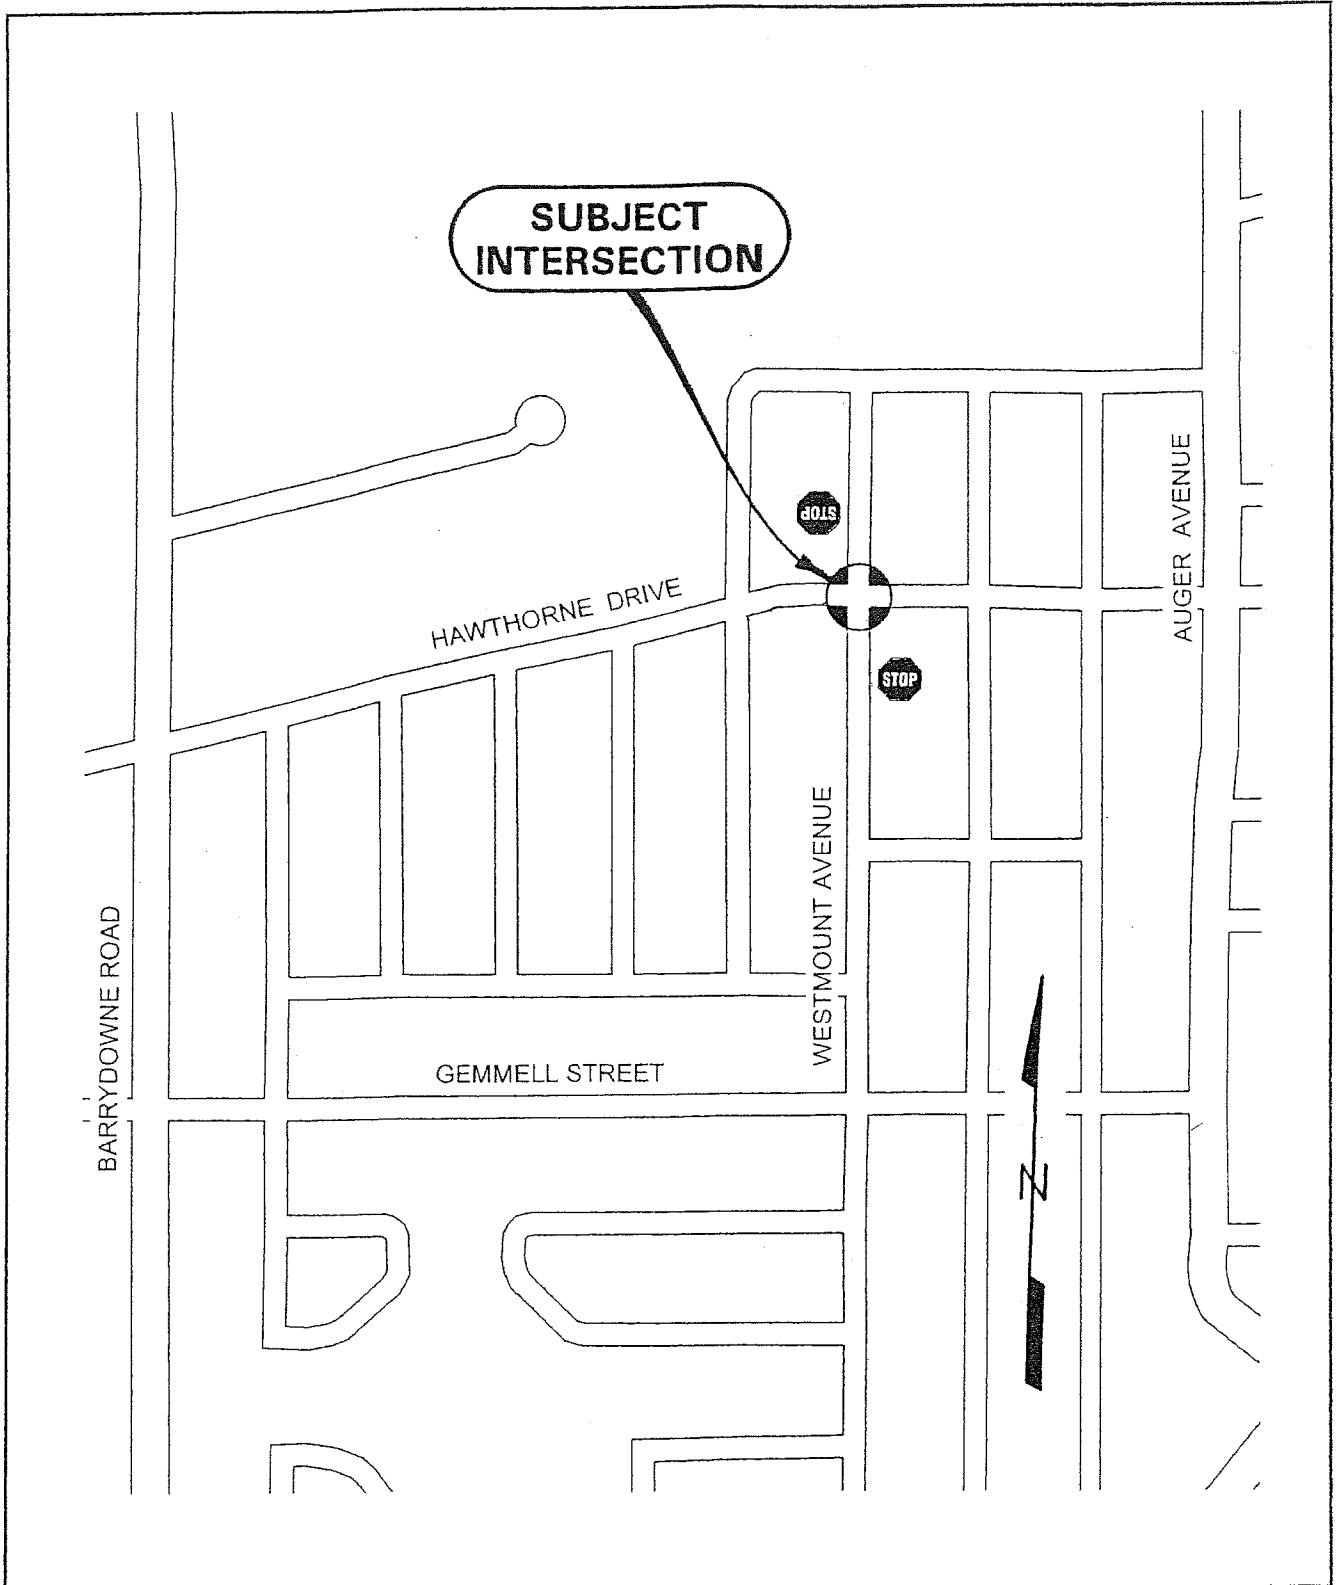 SUBJECT
INTERSECTION
STOP
HAWTHORNE DRIVE
AUGER AVENUE
STOP
WESTMOUNT AVENUE
BARRYDOWNE ROAD
GEMMELL STREET
N